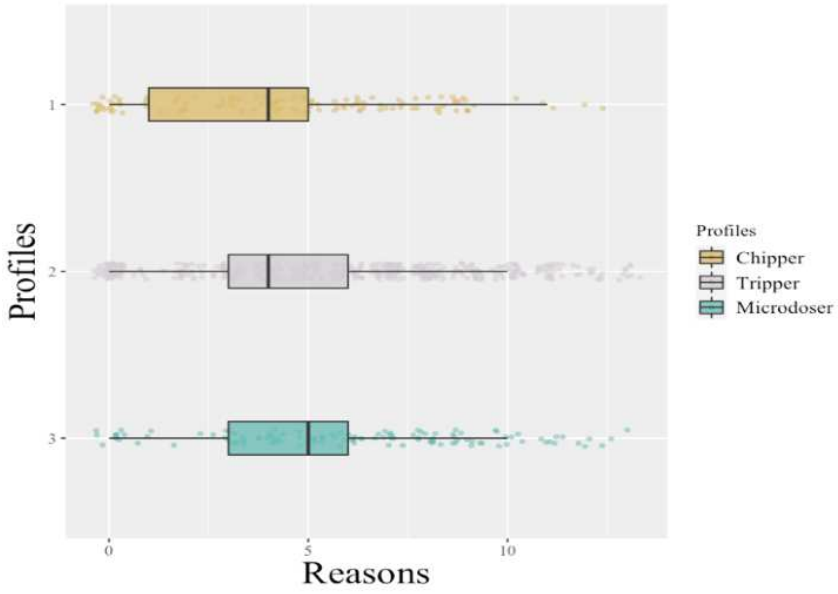 Profiles
1
2
3
0
5
10
Reasons
Profiles
Chipper
Tripper
Microdoser